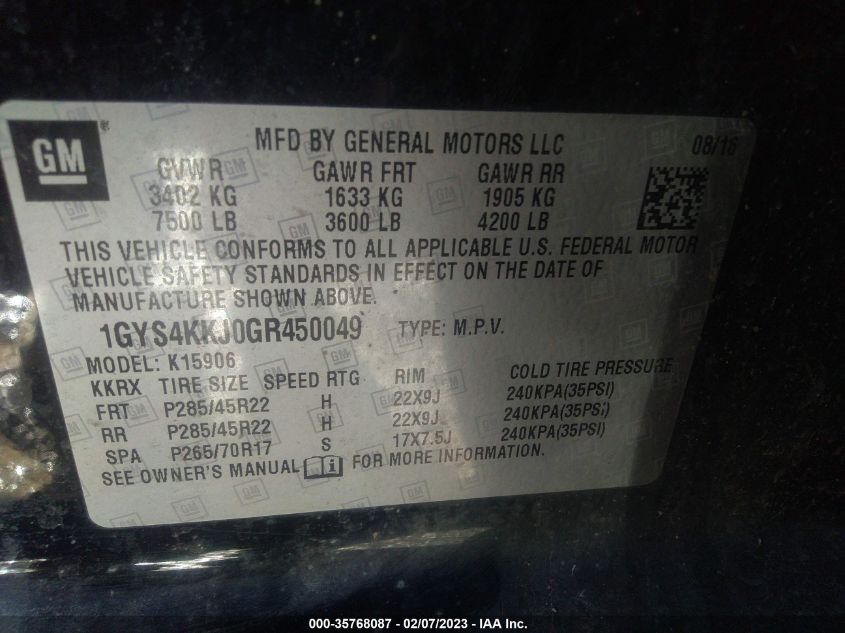 GM
MFD BY GENERAL MOTORS LLC 08/16
GVWR GAWR FRT GAWR RR
3402 KG 1633 KG 1905 KG
7500 LB 3600 LB 4200 LB
THIS VEHICLE CONFORMS TO ALL APPLICABLE U.S. FEDERAL MOTOR
VEHICLE SAFETY STANDARDS IN EFFECT ON THE DATE OF
MANUFACTURE SHOWN ABOVE.
1GYS4KKJ0GR450049 TYPE: M.P.V.
MODEL: K15906
KKRX TIRE SIZE SPEED RTG RIM COLD TIRE PRESSURE
FRT P285/45R22 H 22X9J 240KPA(35PSI)
RR P285/45R22 H 22X9J 240KPA(35PSI)
SPA P265/70R17 S 17X7.5J 240KPA(35PSI)
SEE OWNER'S MANUAL FOR MORE INFORMATION.
000-35768087 - 02/07/2023 - IAA Inc.